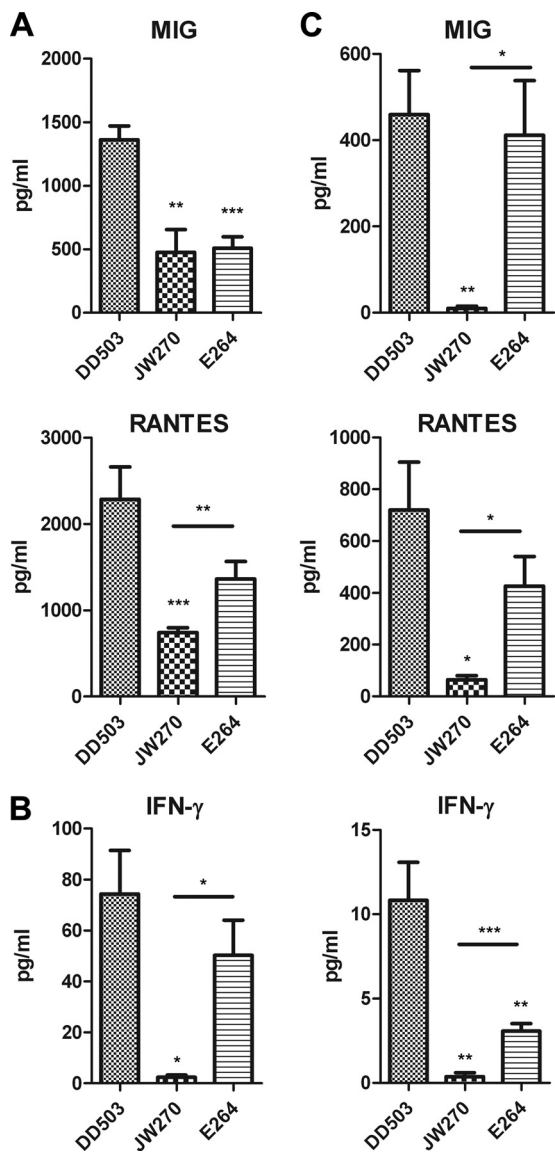 A
MIG
2000
1500
1000
500
0
pg/ml
**
***
DD503
JW270
E264
RANTES
3000
2000
1000
0
pg/ml
***
**
DD503
JW270
E264
B
IFN-γ
100
80
60
40
20
0
pg/ml
*
*
DD503
JW270
E264
C
MIG
600
400
200
0
pg/ml
**
*
DD503
JW270
E264
RANTES
1000
800
600
400
200
0
pg/ml
*
*
DD503
JW270
E264
IFN-γ
15
10
5
0
pg/ml
**
***
**
DD503
JW270
E264